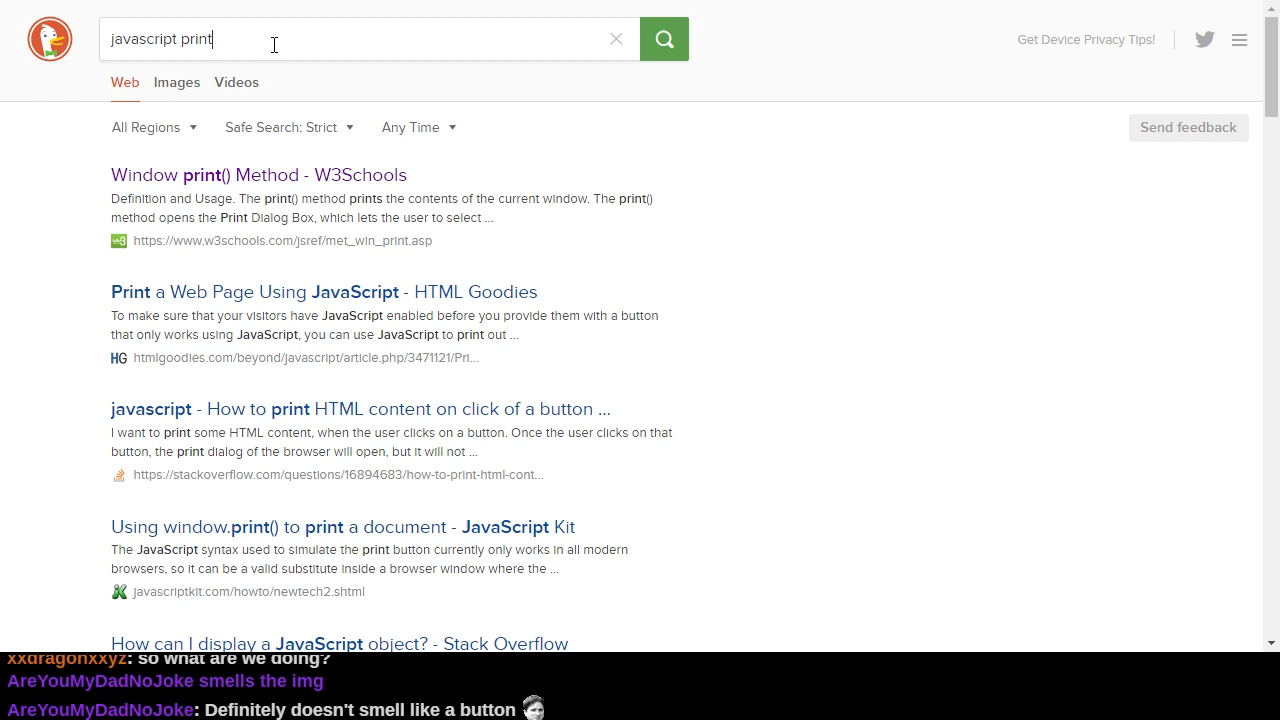 javascript print
Get Device Privacy Tips!
Web Images Videos
All Regions Safe Search: Strict Any Time Send feedback
Window print() Method - W3Schools
Definition and Usage. The print() method prints the contents of the current window. The print()
method opens the Print Dialog Box, which lets the user to select ...
https://www.w3schools.com/jsref/met_win_print.asp
Print a Web Page Using JavaScript - HTML Goodies
To make sure that your visitors have JavaScript enabled before you provide them with a button
that only works using JavaScript, you can use JavaScript to print out ...
HG htmlgoodies.com/beyond/javascript/article.php/3471121/Pri...
javascript - How to print HTML content on click of a button ...
I want to print some HTML content, when the user clicks on a button. Once the user clicks on that
button, the print dialog of the browser will open, but it will not ...
https://stackoverflow.com/questions/16894683/how-to-print-html-cont...
Using window.print() to print a document - JavaScript Kit
The JavaScript syntax used to simulate the print button currently only works in all modern
browsers, so it can be a valid substitute inside a browser window where the ...
javascriptkit.com/howto/newtech2.shtml
How can I display a JavaScript object? - Stack Overflow
xxdragonxxyz: so what are we doing?
AreYouMyDadNoJoke smells the img
AreYouMyDadNoJoke: Definitely doesn't smell like a button